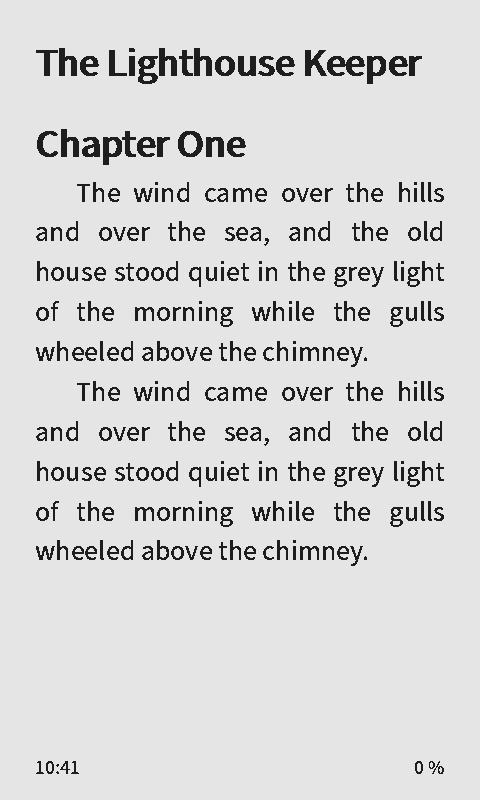 The Lighthouse Keeper
Chapter One
The wind came over the hills
and over the sea, and the old
house stood quiet in the grey light
of the morning while the gulls
wheeled above the chimney.
The wind came over the hills
and over the sea, and the old
house stood quiet in the grey light
of the morning while the gulls
wheeled above the chimney.
10:41 0 %